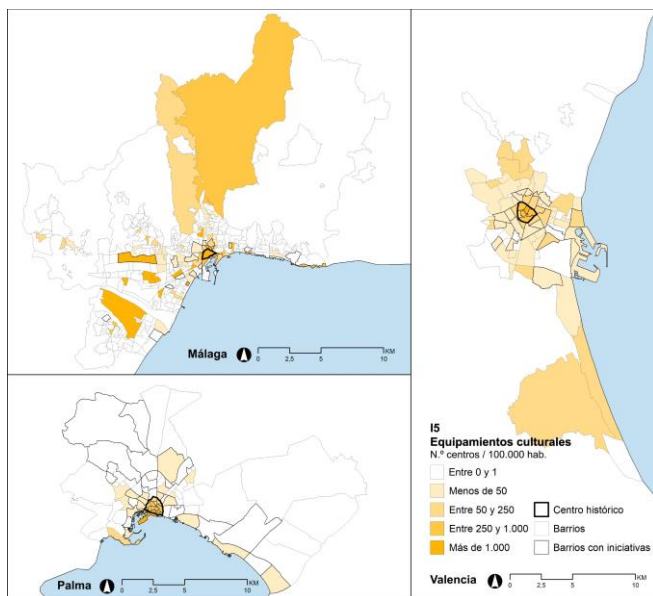 Málaga
0 2,5 5 10
KM
Palma
0 2,5 5 10
KM
I5
Equipamientos culturales
N.º centros / 100.000 hab.
Entre 0 y 1
Menos de 50
Entre 50 y 250
Entre 250 y 1.000
Más de 1.000
Centro histórico
Barrios
Barrios con iniciativas
Valencia
0 2,5 5 10
KM